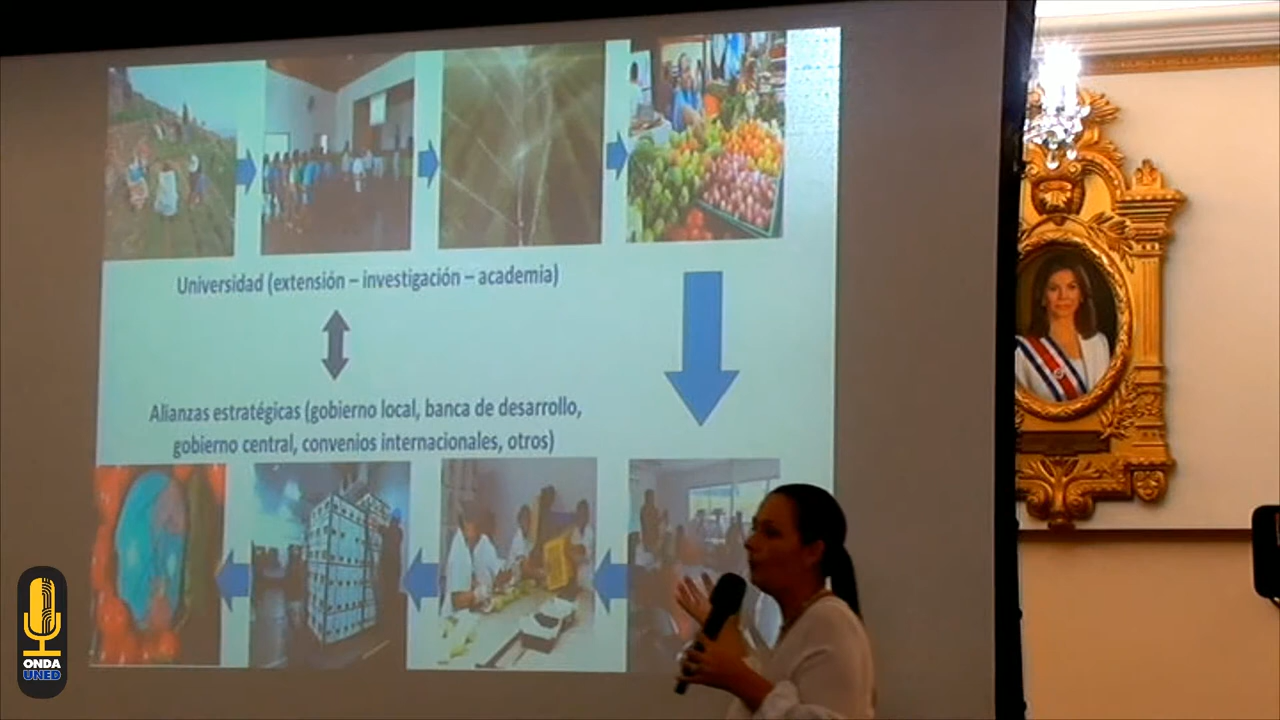 Universidad (extensión – investigación – academia)
Alianzas estratégicas (gobierno local, banca de desarrollo,
gobierno central, convenios internacionales, otros)
ONDA
UNED